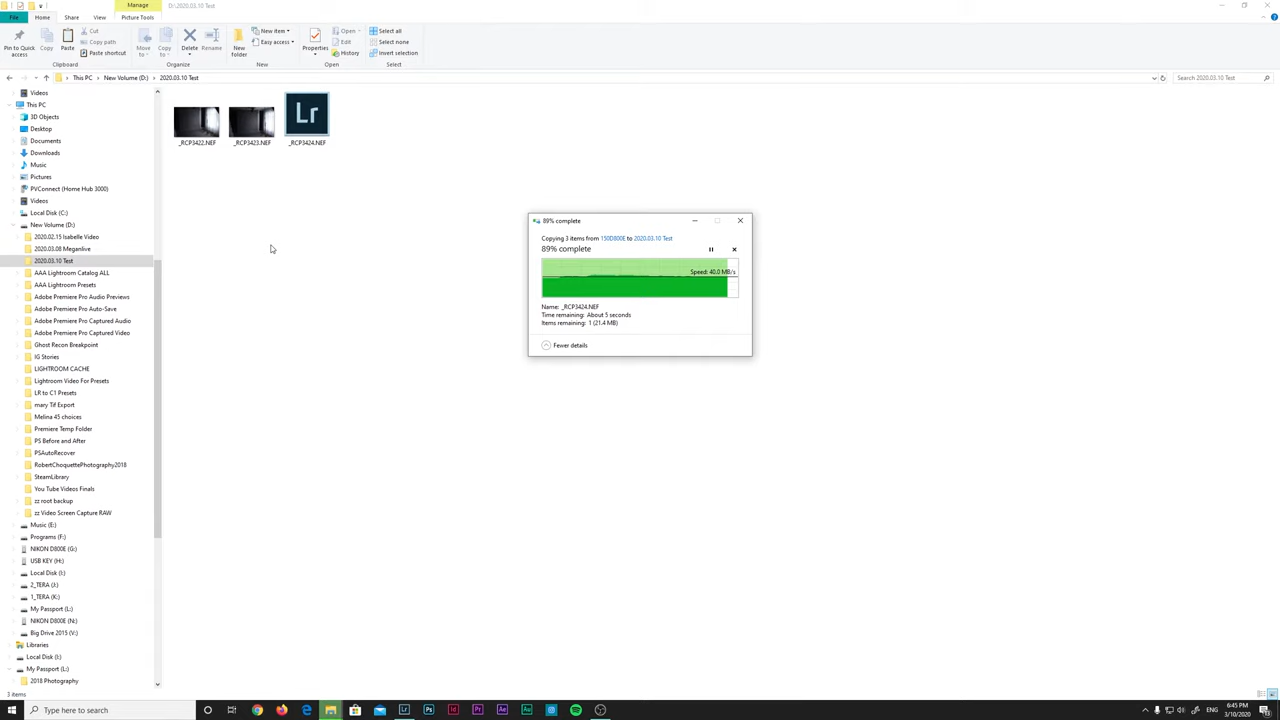 Manage
D:\2020.03.10 Test
File
Home
Share
View
Picture Tools
Pin to Quick access
Copy
Paste
Cut
Copy path
Paste shortcut
Move to
Copy to
Delete
Rename
New folder
New item
Easy access
Properties
Open
Edit
History
Select all
Select none
Invert selection
Clipboard
Organize
New
Open
Select
This PC
New Volume (D:)
2020.03.10 Test
Search 2020.03.10 Test
Videos
This PC
3D Objects
Desktop
Documents
Downloads
Music
Pictures
PVConnect (Home Hub 3000)
Videos
Local Disk (C:)
New Volume (D:)
2020.02.15 Isabelle Video
2020.03.08 Meganlive
2020.03.10 Test
AAA Lightroom Catalog ALL
AAA Lightroom Presets
Adobe Premiere Pro Audio Previews
Adobe Premiere Pro Auto-Save
Adobe Premiere Pro Captured Audio
Adobe Premiere Pro Captured Video
Ghost Recon Breakpoint
IG Stories
LIGHTROOM CACHE
Lightroom Video For Presets
LR to C1 Presets
mary Tif Export
Melina 45 choices
Premiere Temp Folder
PS Before and After
PSAutoRecover
RobertChoquettePhotography2018
SteamLibrary
You Tube Videos Finals
zz root backup
zz Video Screen Capture RAW
Music (E:)
Programs (F:)
NIKON D800E (G:)
USB KEY (H:)
Local Disk (I:)
2_TERA (J:)
1_TERA (K:)
My Passport (L:)
NIKON D800E (N:)
Big Drive 2015 (V:)
Libraries
Local Disk (I:)
My Passport (L:)
2018 Photography
3 items
Lr
_RCP3422.NEF
_RCP3423.NEF
_RCP3424.NEF
89% complete
Copying 3 items from 150D800E to 2020.03.10 Test
89% complete
Speed: 40.0 MB/s
Name: _RCP3424.NEF
Time remaining: About 5 seconds
Items remaining: 1 (21.4 MB)
Fewer details
Type here to search
Lr
Ps
Id
Pr
Ae
Au
ENG
6:45 PM
3/10/2020